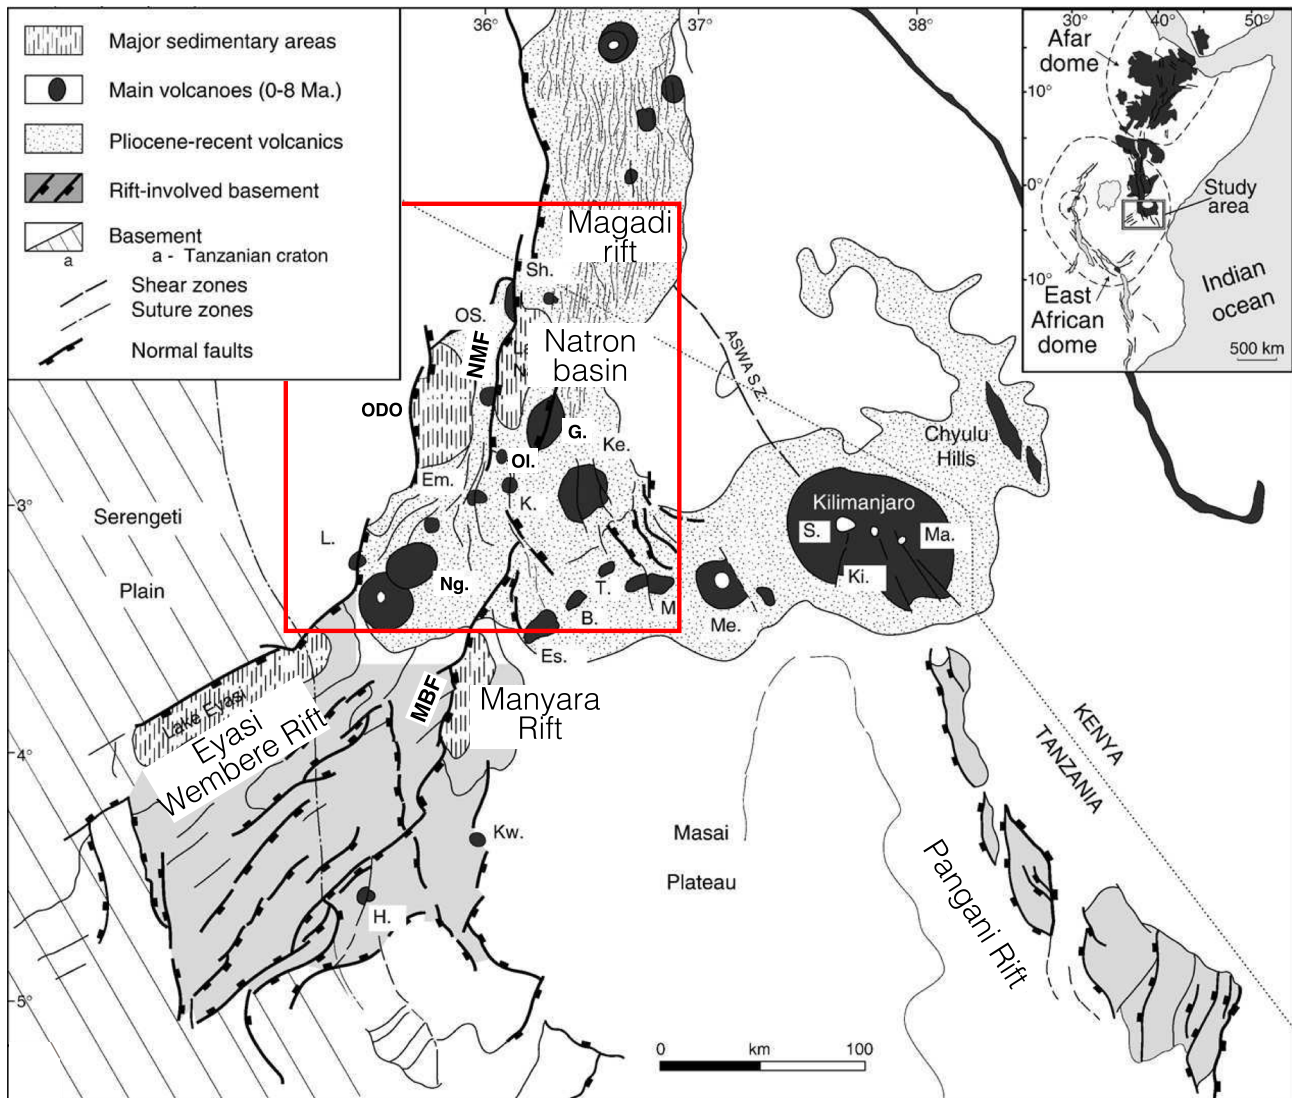 Major sedimentary areas
Main volcanoes (0-8 Ma.)
Pliocene-recent volcanics
Rift-involved basement
Basement
a
a - Tanzanian craton
Shear zones
Suture zones
Normal faults
36°
37°
38°
30°
40°
50°
Afar
dome
10°
0°
Study
area
10°
East
African
dome
Indian
ocean
500 km
Magadi
rift
Sh.
OS.
NMF
Natron
basin
ASWA S.Z.
ODO
G.
Ol.
Ke.
Em.
K.
Chyulu
Hills
3°
Serengeti
Plain
L.
Kilimanjaro
S.
Ma.
Ki.
Ng.
T.
B.
M
Me.
Es.
MBF
Manyara
Rift
Lake Eyasi
Eyasi
Wembere Rift
4°
KENYA
TANZANIA
Kw.
Masai
Plateau
Pangani Rift
H.
5°
0
km
100